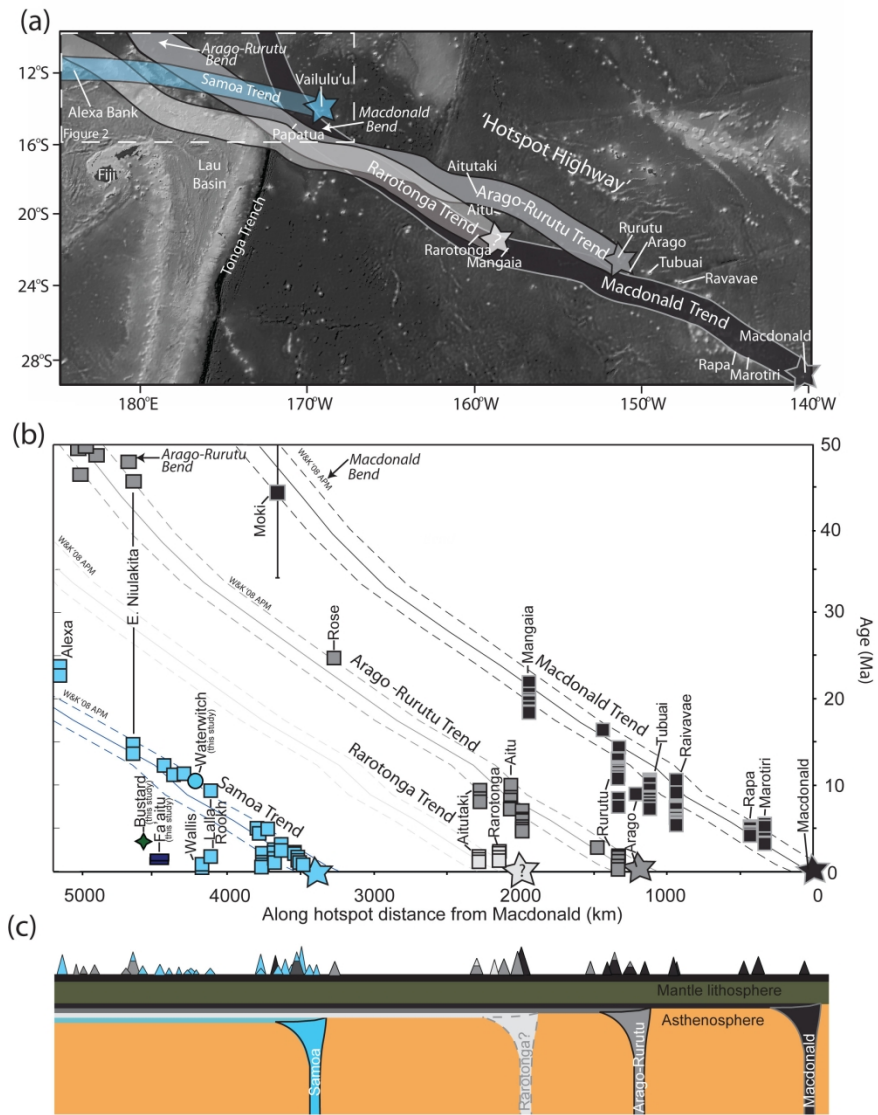 (a)
Arago-Rurutu
Bend
12°S
Samoa Trend
Vailulu'u
Alexa Bank
Macdonald
Bend
Figure 2
Papatua
16°S
'Hotspot Highway'
Fiji
Lau
Basin
Aitutaki
Arago-Rurutu Trend
Rarotonga Trend
20°S
Aitu
Rurutu
Arago
Rarotonga
Mangaia
Tubuai
Ravavae
Tonga Trench
24°S
Macdonald Trend
Macdonald
28°S
Rapa
Marotiri
180°E
170°W
160°W
150°W
140°W
(b)
50
Arago-Rurutu
Bend
W&K'08 APM
Macdonald
Bend
Moki
40
W&K'08 APM
W&K'08 APM
E. Niulakita
30
Rose
Alexa
Mangaia
Age (Ma)
Arago -Rurutu Trend
Macdonald Trend
20
W&K'08 APM
Waterwitch
(this study)
Rarotonga Trend
Aitu
Tubuai
Raivavae
10
Samoa Trend
Bustard
(this study)
Fa'aitu
(this study)
Wallis
Lalla-
Rookh
Aitutaki
Rarotonga
Rurutu
Arago
Rapa
Marotiri
Macdonald
?
0
5000
4000
3000
2000
1000
0
Along hotspot distance from Macdonald (km)
(c)
Mantle lithosphere
Asthenosphere
Samoa
Rarotonga?
Arago-Rurutu
Macdonald